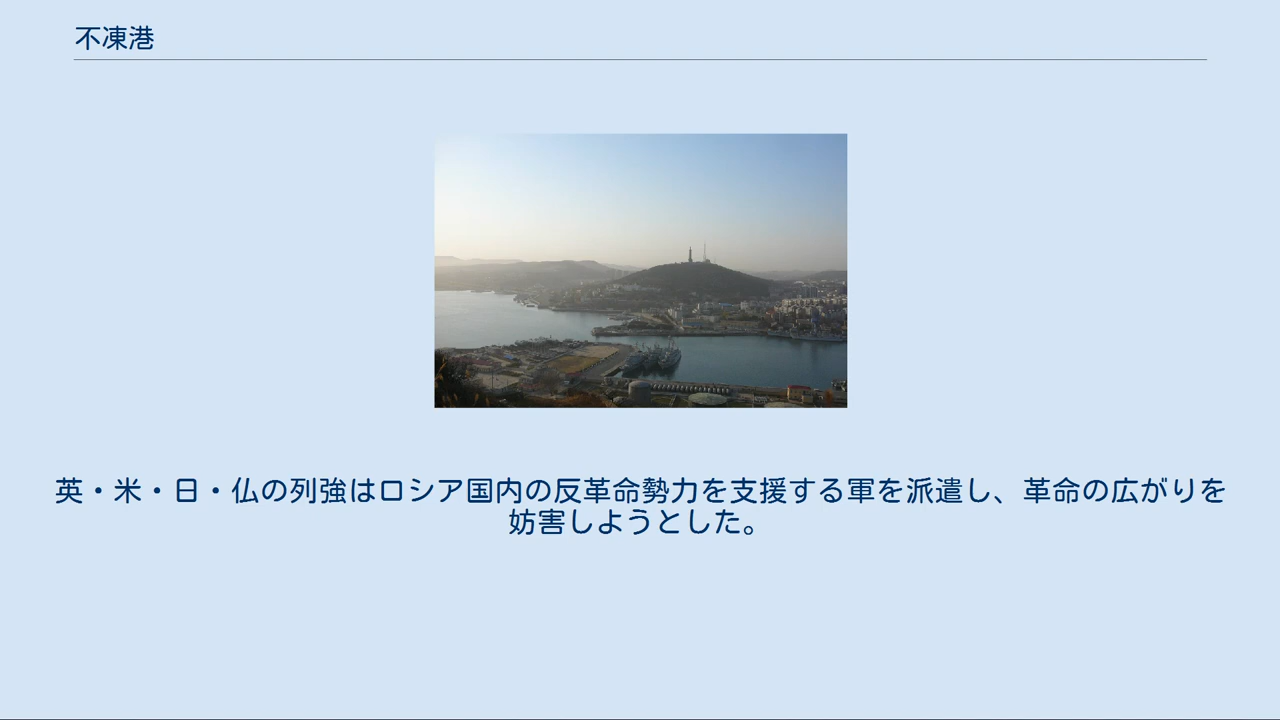 不凍港
英・米・日・仏の列強はロシア国内の反革命勢力を支援する軍を派遣し、革命の広がりを
妨害しようとした。